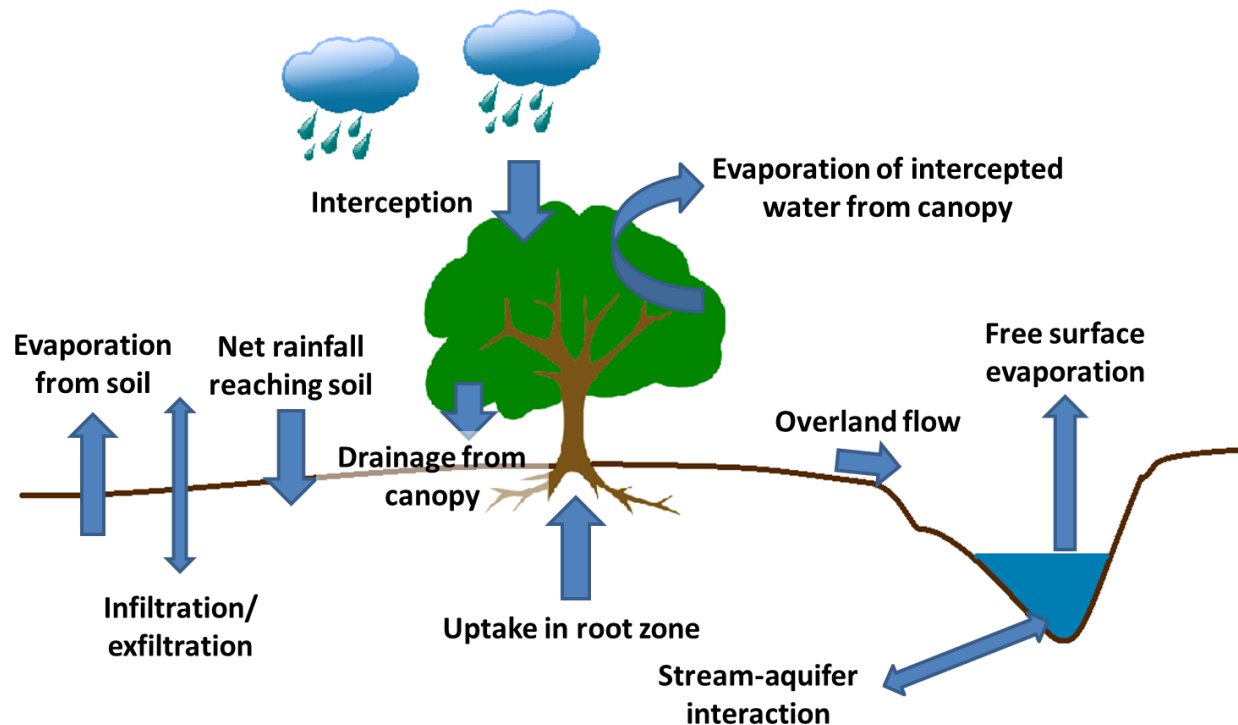 Interception
Evaporation of intercepted
water from canopy
Evaporation
from soil
Net rainfall
reaching soil
Free surface
evaporation
Overland flow
Drainage from
canopy
Infiltration/
exfiltration
Uptake in root zone
Stream-aquifer
interaction